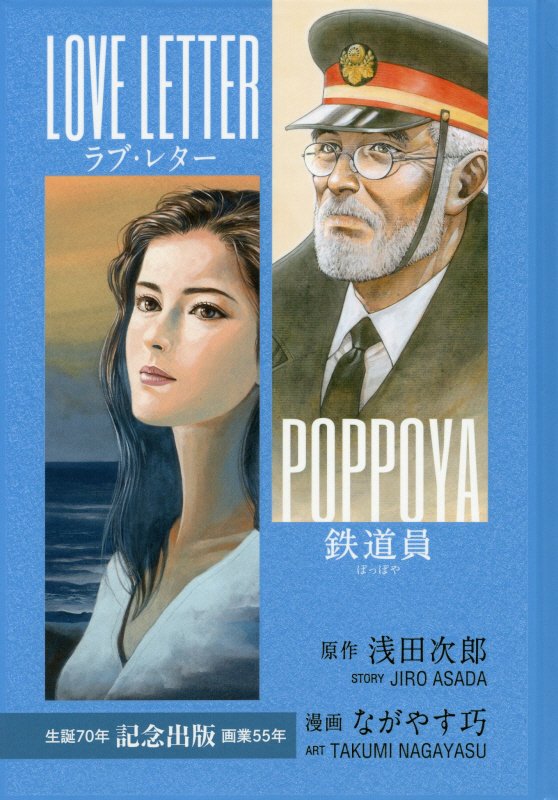 LOVE LETTER
ラブ・レター
POPPOYA
鉄道員
ぽっぽや
原作 浅田次郎
STORY JIRO ASADA
漫画 ながやす巧
ART TAKUMI NAGAYASU
生誕70年 記念出版 画業55年